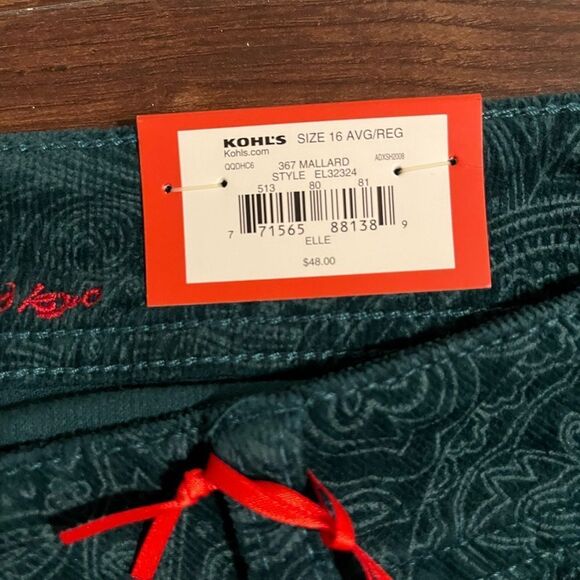 KOHL'S SIZE 16 AVG/REG
Kohls.com
QQDHC6 367 MALLARD ADXSH2008
STYLE EL32324
513 80 81
7 71565 88138 9
ELLE
$48.00